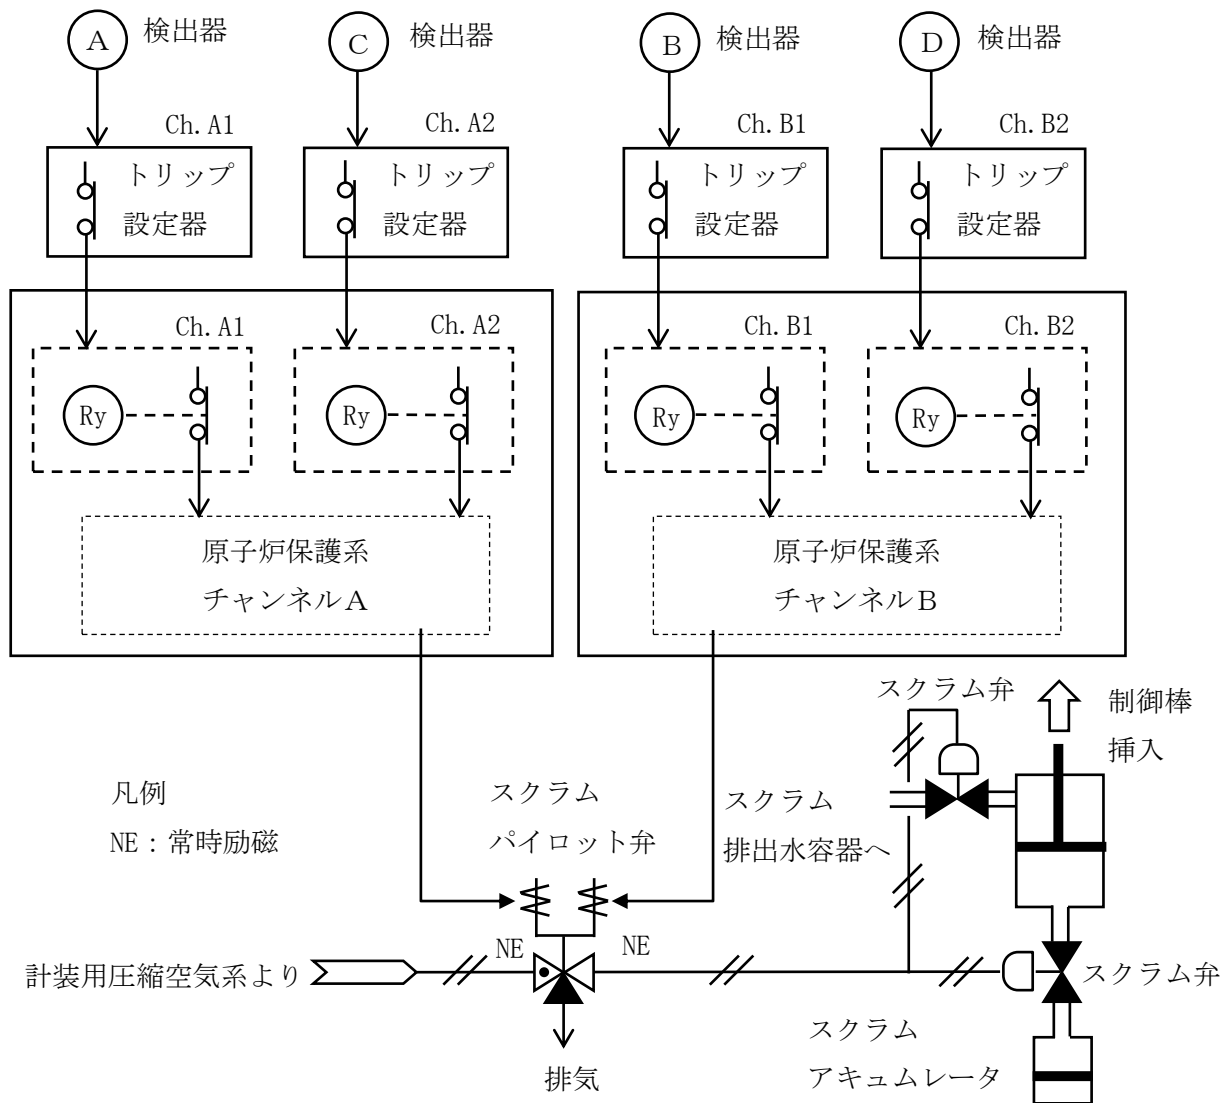 A 検出器
C 検出器
B 検出器
D 検出器
Ch. A1
Ch. A2
Ch. B1
Ch. B2
トリップ
設定器
トリップ
設定器
トリップ
設定器
トリップ
設定器
Ch. A1
Ch. A2
Ch. B1
Ch. B2
Ry
Ry
Ry
Ry
原子炉保護系
チャンネルA
原子炉保護系
チャンネルB
スクラム弁
制御棒
挿入
凡例
NE：常時励磁
スクラム
パイロット弁
スクラム
排出水容器へ
NE
NE
計装用圧縮空気系より
スクラム弁
排気
スクラム
アキュムレータ